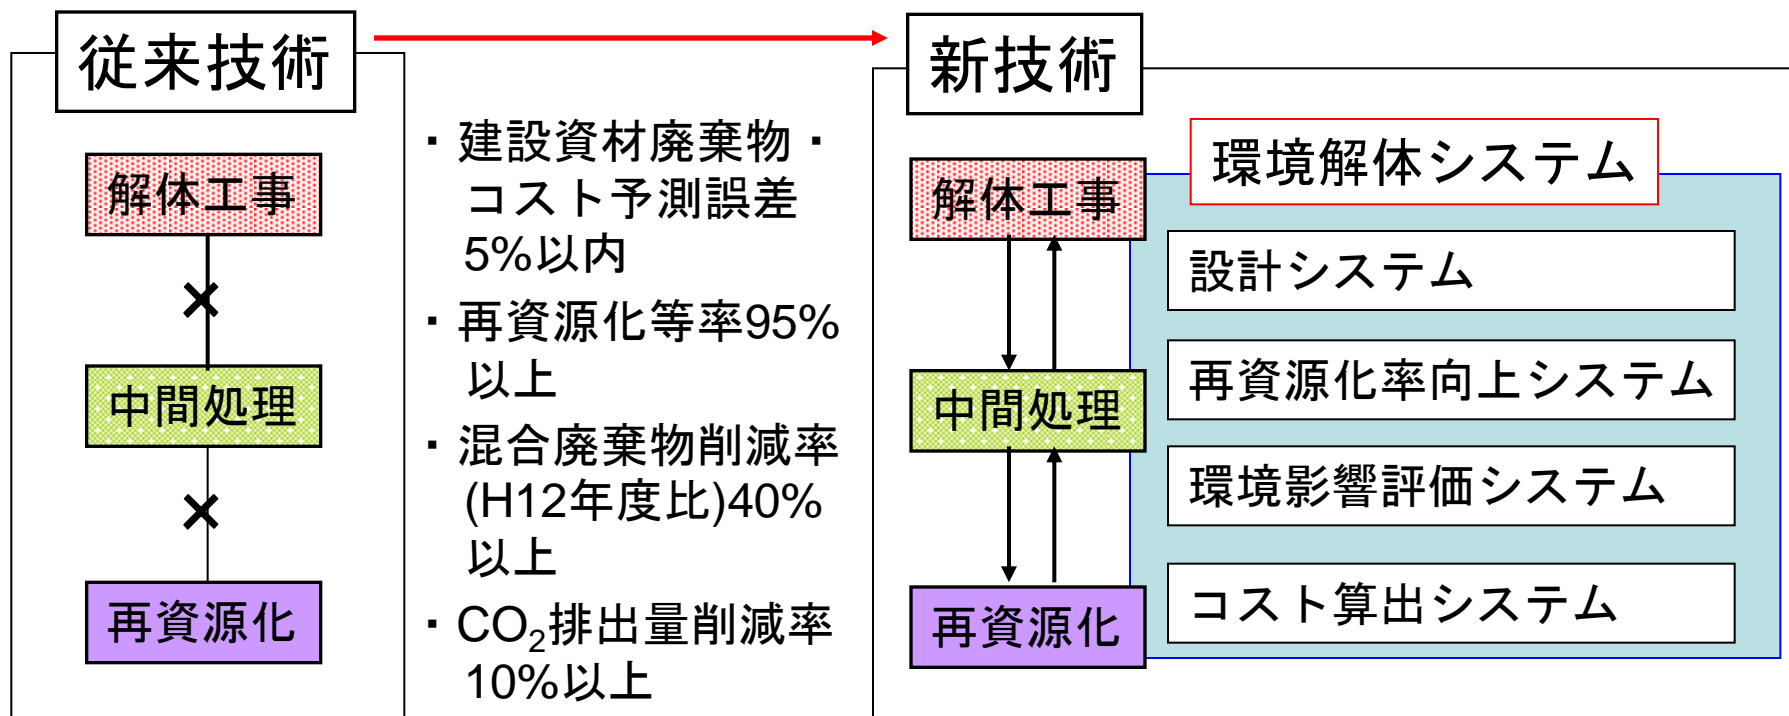 従来技術
解体工事
中間処理
再資源化
・建設資材廃棄物・
コスト予測誤差
5%以内
・再資源化等率95%
以上
・混合廃棄物削減率
(H12年度比)40%
以上
・CO₂排出量削減率
10%以上
新技術
解体工事
中間処理
再資源化
環境解体システム
設計システム
再資源化率向上システム
環境影響評価システム
コスト算出システム